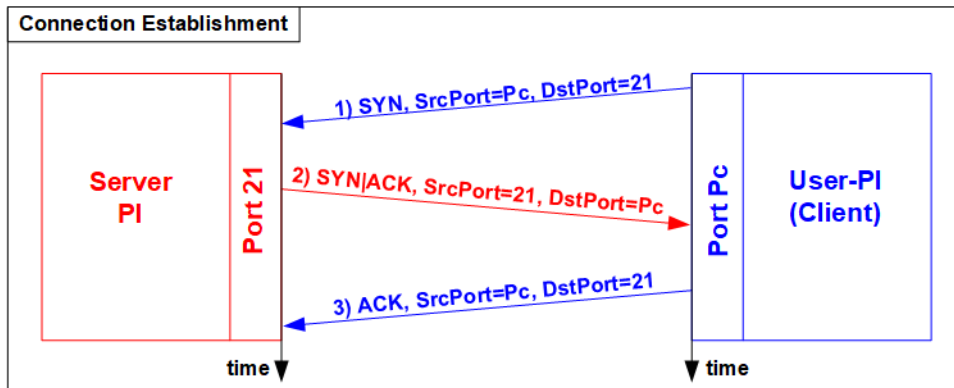 Connection Establishment
1) SYN, SrcPort=Pc, DstPort=21
Server
PI
Port 21
2) SYN|ACK, SrcPort=21, DstPort=Pc
Port Pc
User-PI
(Client)
3) ACK, SrcPort=Pc, DstPort=21
time
time